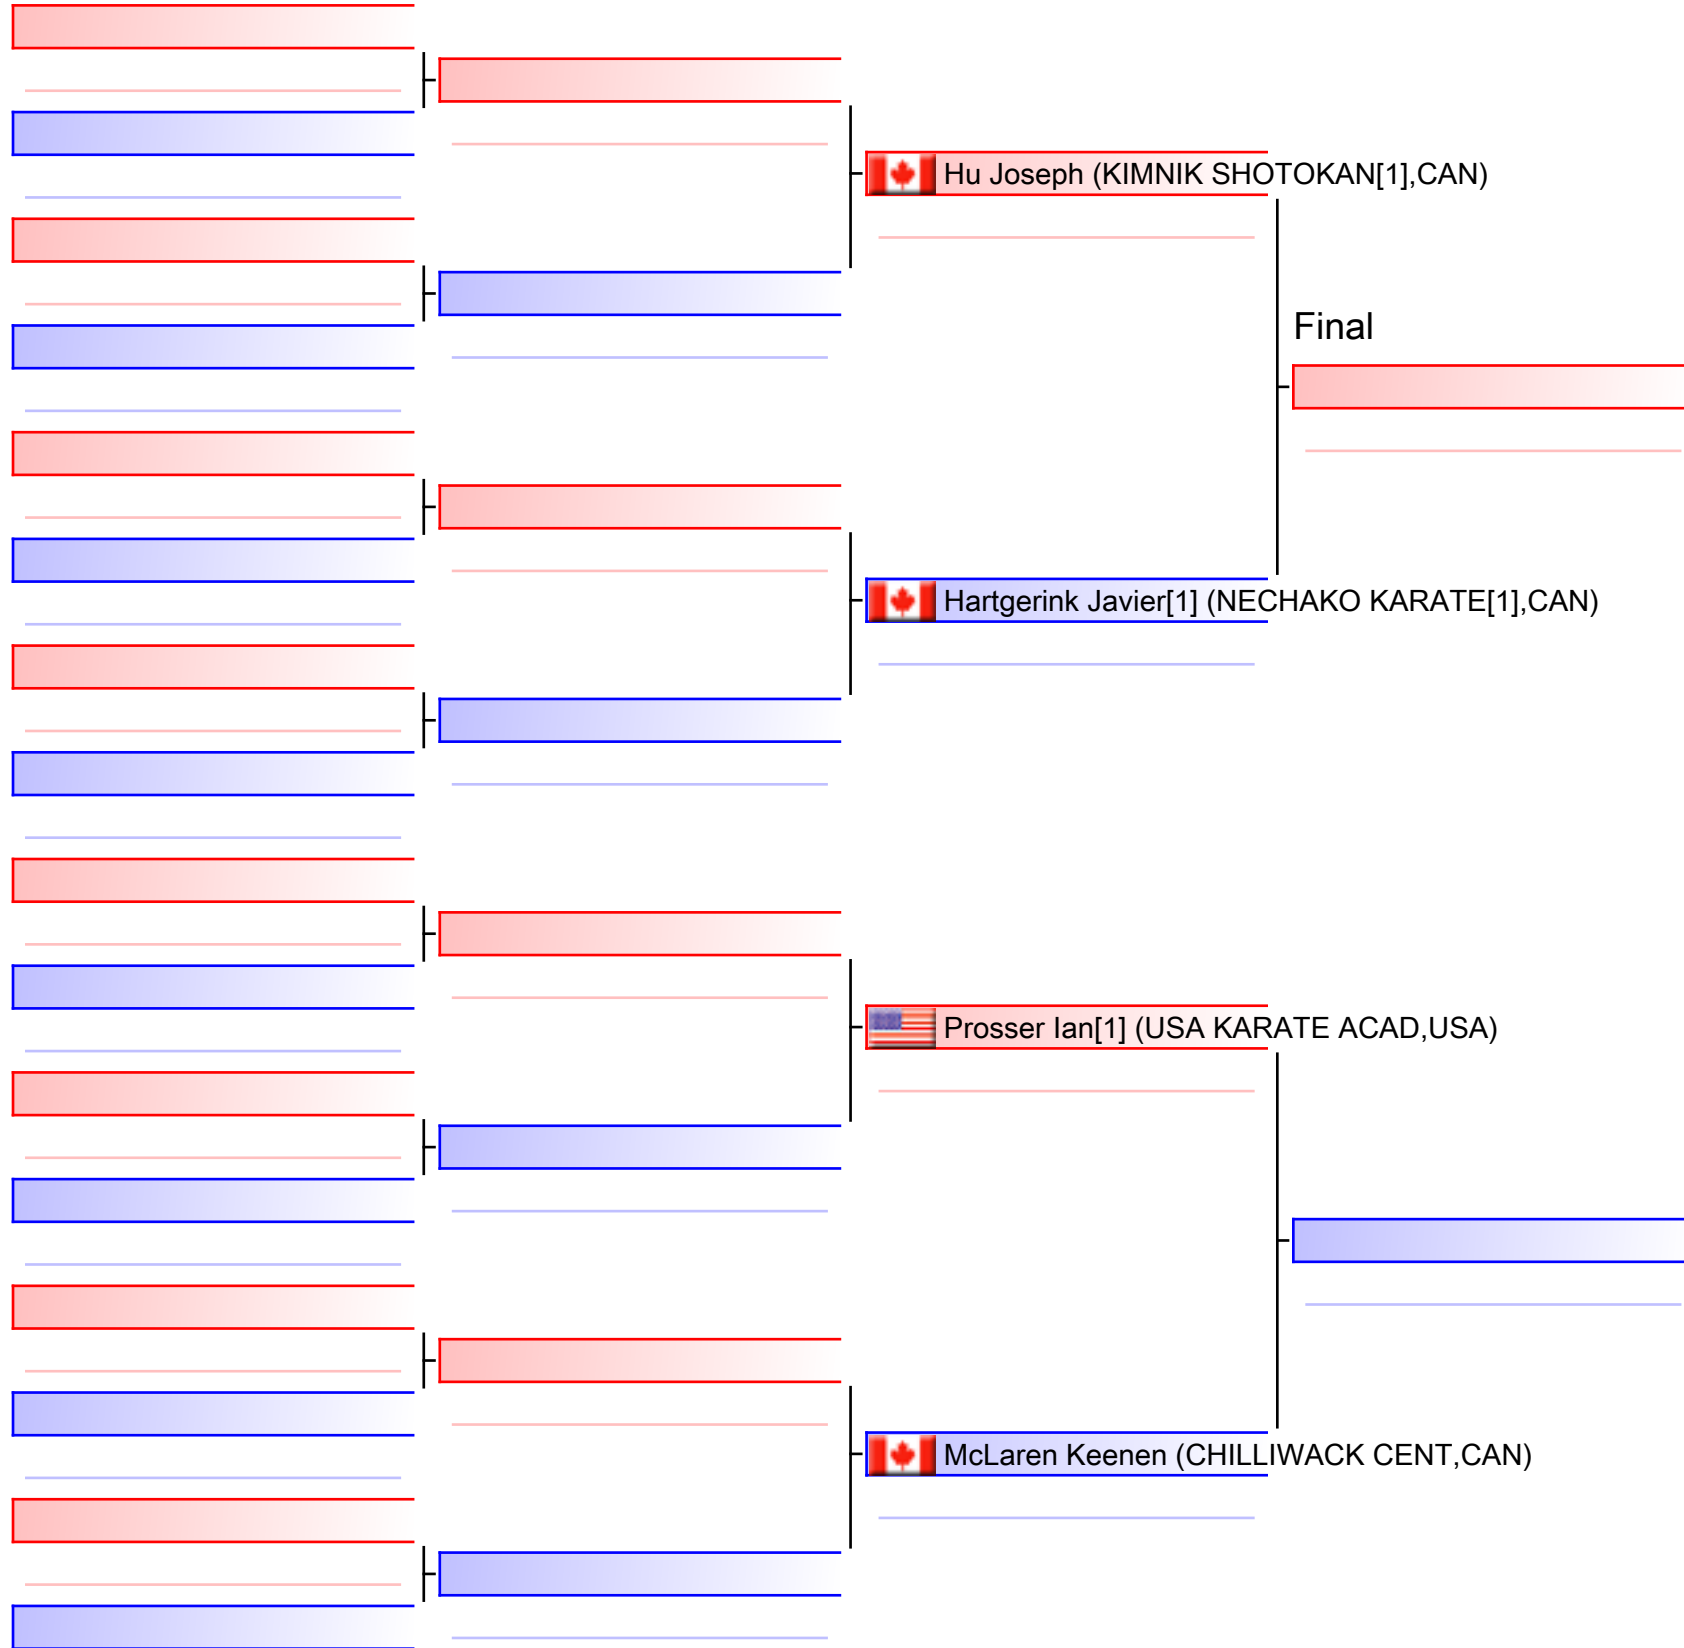 Hu Joseph (KIMNIK SHOTOKAN[1],CAN)
Final
Hartgerink Javier[1] (NECHAKO KARATE[1],CAN)
Prosser Ian[1] (USA KARATE ACAD,USA)
McLaren Keenen (CHILLIWACK CENT,CAN)